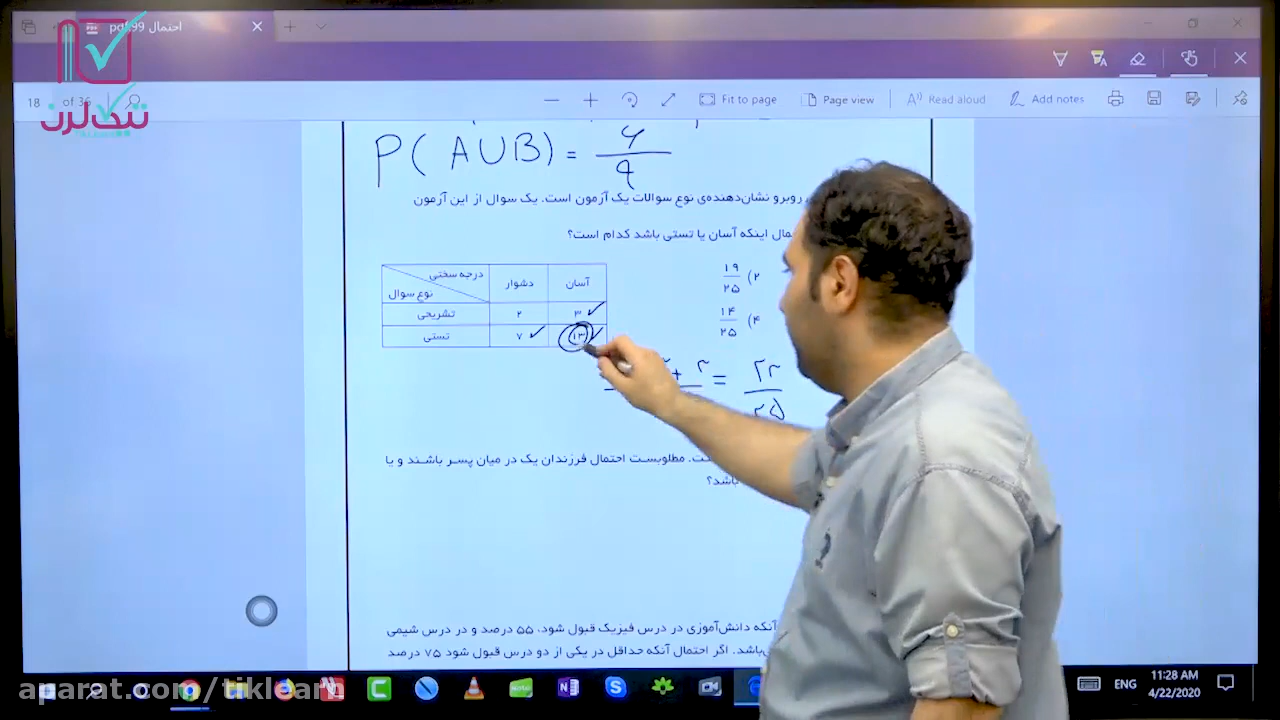 احتمال 99.pdf
تیک‌لرن
18 of 36
Fit to page
Page view
Read aloud
Add notes
P(A∪B) = ۶/۹
روبرو نشان‌دهنده‌ی نوع سوالات یک آزمون است. یک سوال از این آزمون
اینکه آسان یا تستی باشد کدام است؟
درجه سختی
نوع سوال
دشوار
آسان
تشریحی
۲
۳
تستی
۷
۱۳
۲) ۱۹/۲۵
۴) ۱۴/۲۵
= ۲۳/۲۵
مطلوبست احتمال فرزندان یک در میان پسر باشند و یا
باشد؟
آنکه دانش‌آموزی در درس فیزیک قبول شود، ۵۵ درصد و در درس شیمی
اگر احتمال آنکه حداقل در یکی از دو درس قبول شود ۷۵ درصد
aparat.com/tiklearn
ENG
11:28 AM
4/22/2020